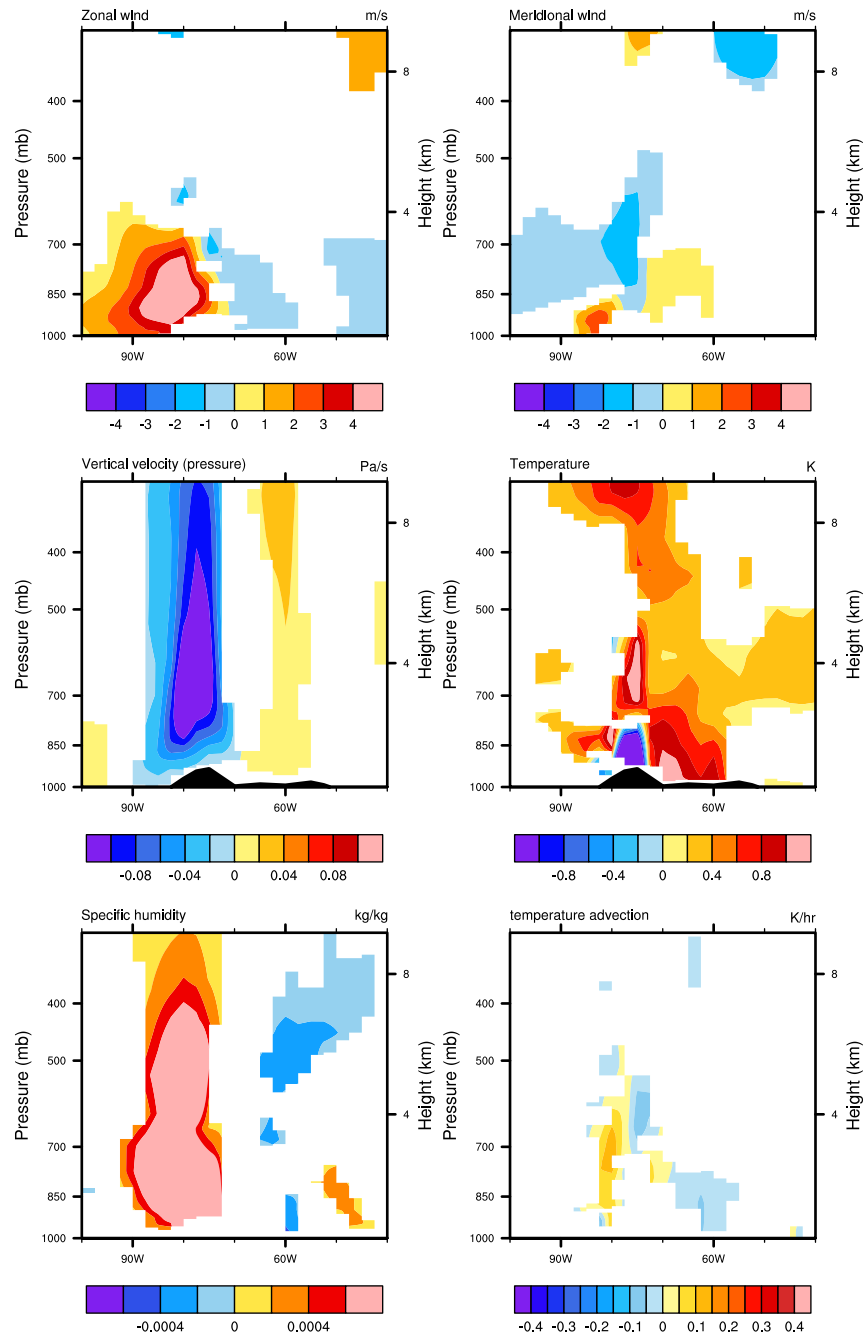 Zonal wind m/s
Pressure (mb)
400
500
700
850
1000
8
4
Height (km)
90W 60W
-4 -3 -2 -1 0 1 2 3 4
Meridional wind m/s
Pressure (mb)
400
500
700
850
1000
8
4
Height (km)
90W 60W
-4 -3 -2 -1 0 1 2 3 4
Vertical velocity (pressure) Pa/s
Pressure (mb)
400
500
700
850
1000
8
4
Height (km)
90W 60W
-0.08 -0.04 0 0.04 0.08
Temperature K
Pressure (mb)
400
500
700
850
1000
8
4
Height (km)
90W 60W
-0.8 -0.4 0 0.4 0.8
Specific humidity kg/kg
Pressure (mb)
400
500
700
850
1000
8
4
Height (km)
90W 60W
-0.0004 0 0.0004
temperature advection K/hr
Pressure (mb)
400
500
700
850
1000
8
4
Height (km)
90W 60W
-0.4 -0.3 -0.2 -0.1 0 0.1 0.2 0.3 0.4